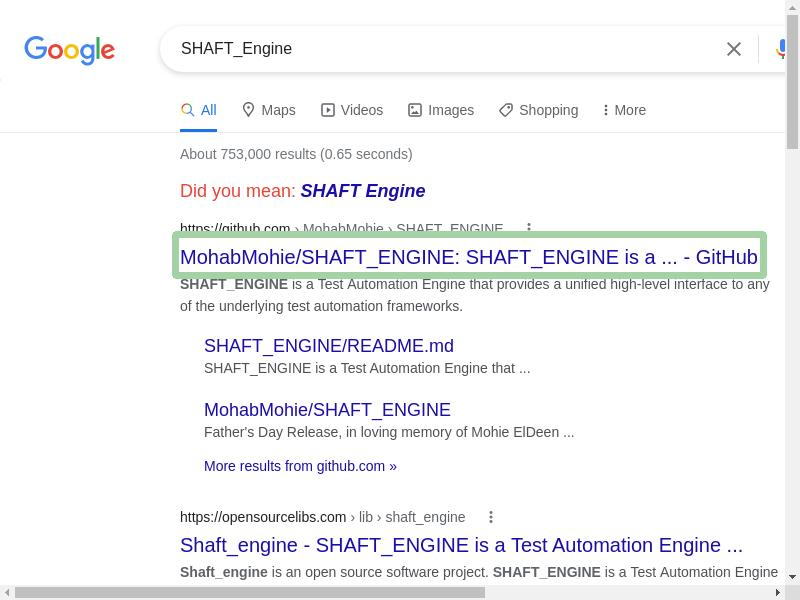 Google
SHAFT_Engine
All Maps Videos Images Shopping More
About 753,000 results (0.65 seconds)
Did you mean: SHAFT Engine
https://github.com › MohabMohie › SHAFT_ENGINE
MohabMohie/SHAFT_ENGINE: SHAFT_ENGINE is a ... - GitHub
SHAFT_ENGINE is a Test Automation Engine that provides a unified high-level interface to any
of the underlying test automation frameworks.
SHAFT_ENGINE/README.md
SHAFT_ENGINE is a Test Automation Engine that ...
MohabMohie/SHAFT_ENGINE
Father's Day Release, in loving memory of Mohie ElDeen ...
More results from github.com »
https://opensourcelibs.com › lib › shaft_engine
Shaft_engine - SHAFT_ENGINE is a Test Automation Engine ...
Shaft_engine is an open source software project. SHAFT_ENGINE is a Test Automation Engine